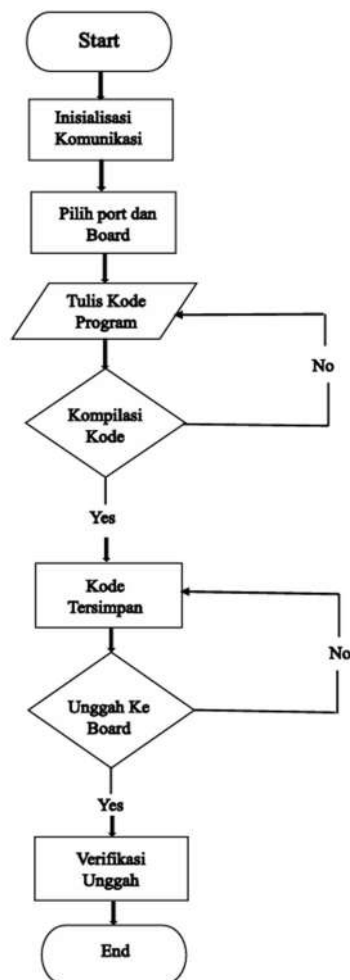 Start
Inisialisasi
Komunikasi
Pilih port dan
Board
Tulis Kode
Program
No
Kompilasi
Kode
Yes
Kode
Tersimpan
No
Unggah Ke
Board
Yes
Verifikasi
Unggah
End